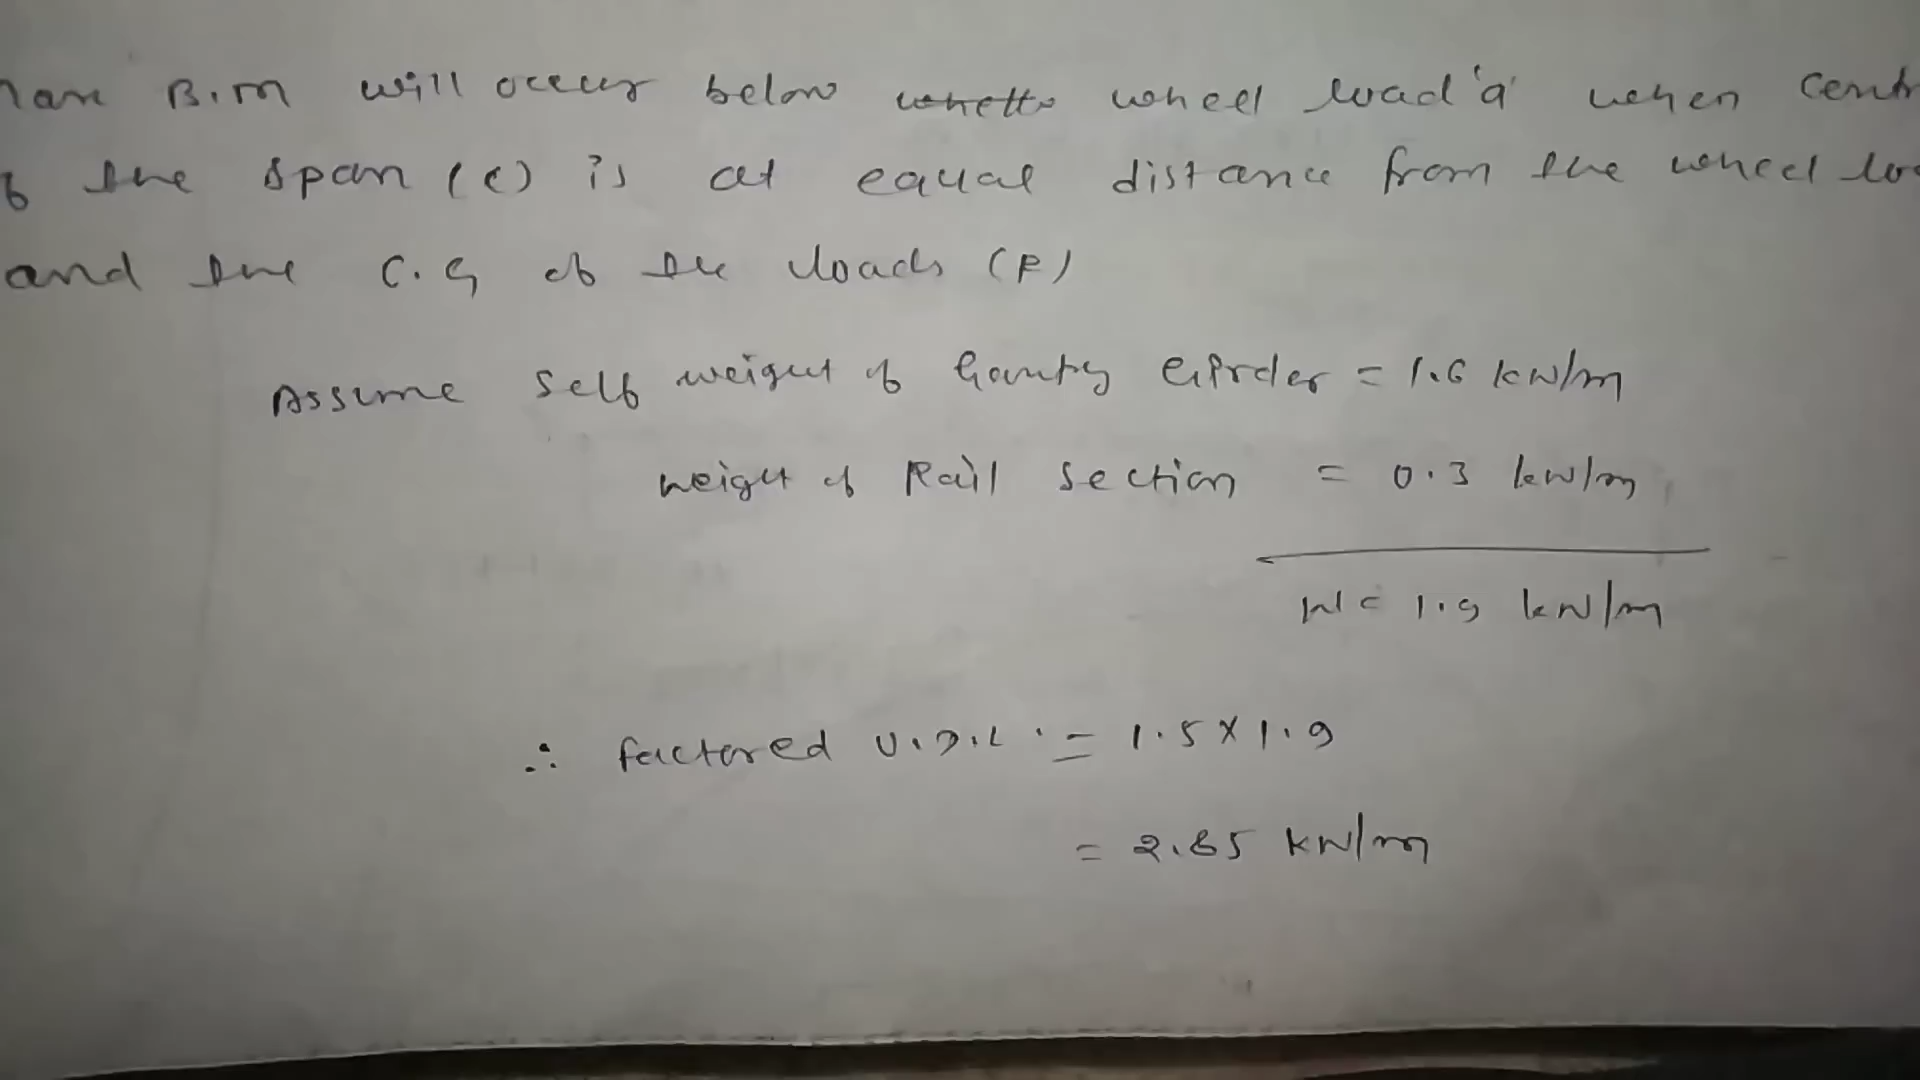 max B.M will occur below wheel load 'a' when centr
of the span (c) is at equal distance from the wheel lo
and the C.G of the loads (R)
Assume self weight of Gantry Girder = 1.6 kN/m
weight of Rail section = 0.3 kN/m
W = 1.9 kN/m
∴ factored U.D.L. = 1.5 X 1.9
= 2.85 kN/m